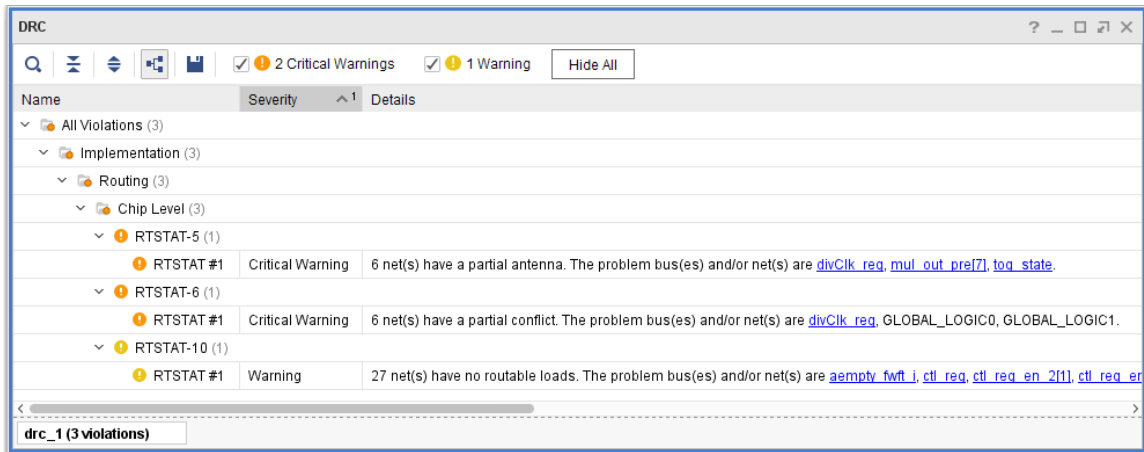 DRC
2 Critical Warnings 1 Warning Hide All
Name Severity 1 Details
All Violations (3)
Implementation (3)
Routing (3)
Chip Level (3)
RTSTAT-5 (1)
RTSTAT #1 Critical Warning 6 net(s) have a partial antenna. The problem bus(es) and/or net(s) are divClk_reg, mul_out_pre[7], tog_state.
RTSTAT-6 (1)
RTSTAT #1 Critical Warning 6 net(s) have a partial conflict. The problem bus(es) and/or net(s) are divClk_reg, GLOBAL_LOGIC0, GLOBAL_LOGIC1.
RTSTAT-10 (1)
RTSTAT #1 Warning 27 net(s) have no routable loads. The problem bus(es) and/or net(s) are aempty_fwft_i, ctl_reg, ctl_reg_en_2[1], ctl_reg_er
drc_1 (3 violations)